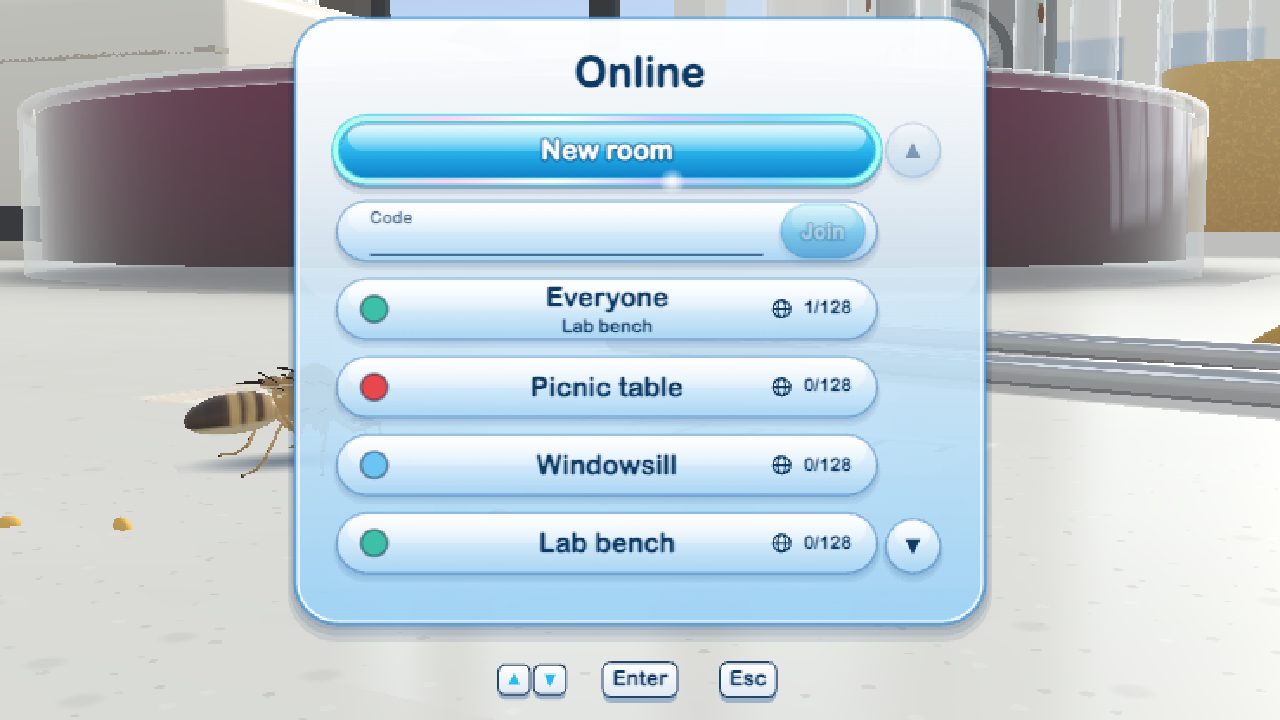 Online
New room
▲
Code
Join
Everyone
Lab bench
1/128
Picnic table
0/128
Windowsill
0/128
Lab bench
0/128
▼
▲ ▼ Enter Esc